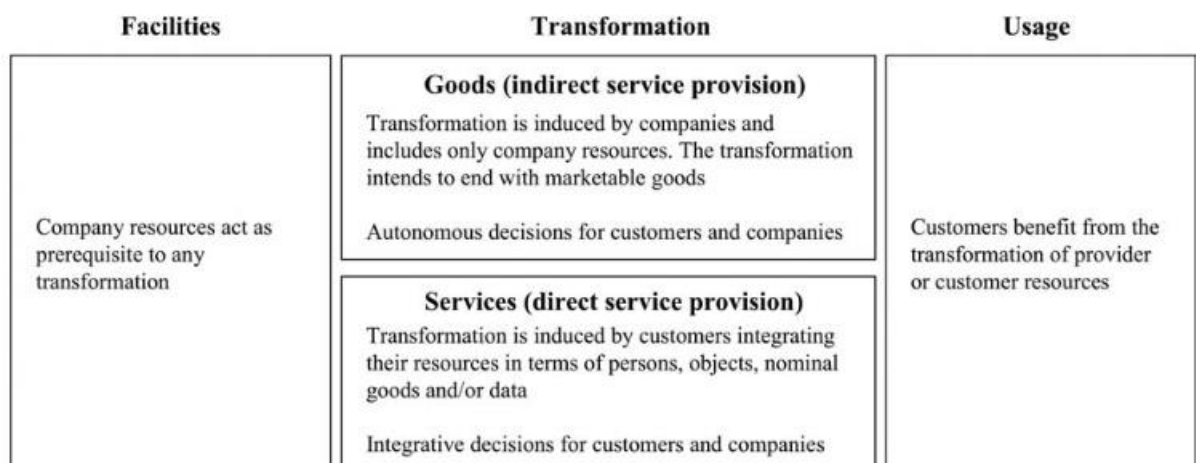 Facilities
Transformation
Usage
Company resources act as
prerequisite to any
transformation
Goods (indirect service provision)
Transformation is induced by companies and
includes only company resources. The transformation
intends to end with marketable goods
Autonomous decisions for customers and companies
Services (direct service provision)
Transformation is induced by customers integrating
their resources in terms of persons, objects, nominal
goods and/or data
Integrative decisions for customers and companies
Customers benefit from the
transformation of provider
or customer resources